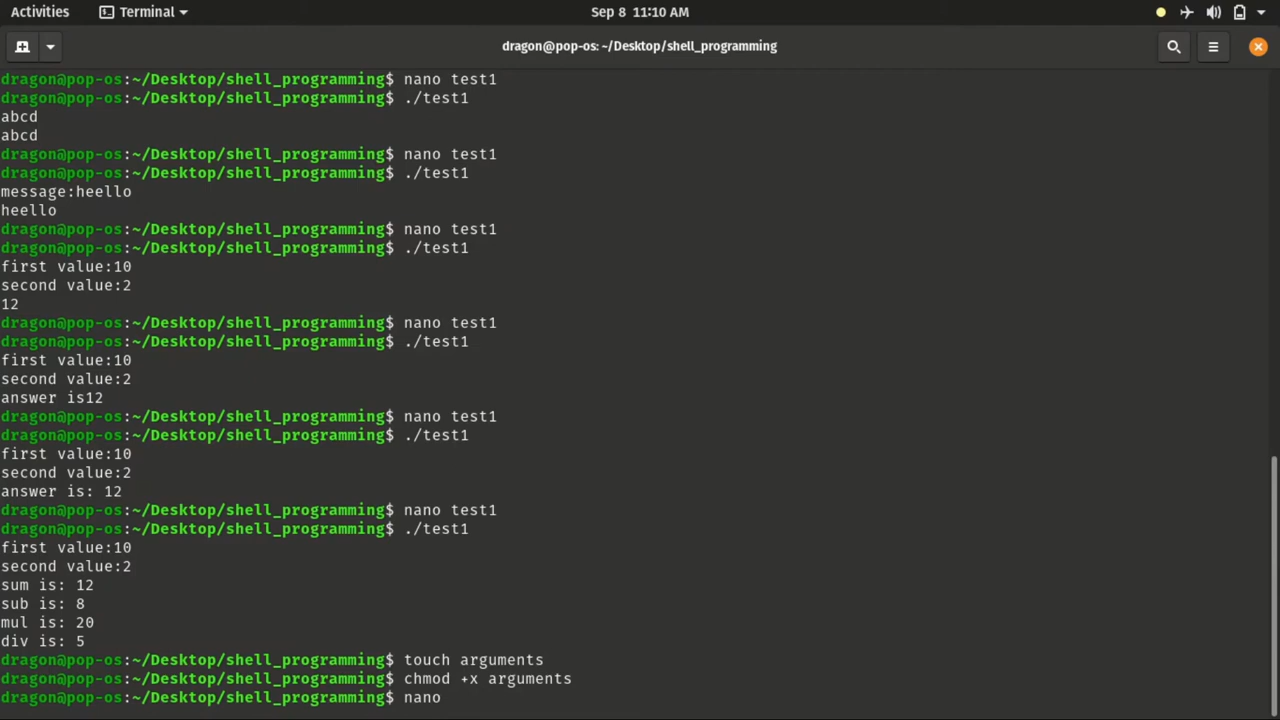 Activities Terminal Sep 8 11:10 AM
dragon@pop-os: ~/Desktop/shell_programming
dragon@pop-os:~/Desktop/shell_programming$ nano test1
dragon@pop-os:~/Desktop/shell_programming$ ./test1
abcd
abcd
dragon@pop-os:~/Desktop/shell_programming$ nano test1
dragon@pop-os:~/Desktop/shell_programming$ ./test1
message:heello
heello
dragon@pop-os:~/Desktop/shell_programming$ nano test1
dragon@pop-os:~/Desktop/shell_programming$ ./test1
first value:10
second value:2
12
dragon@pop-os:~/Desktop/shell_programming$ nano test1
dragon@pop-os:~/Desktop/shell_programming$ ./test1
first value:10
second value:2
answer is12
dragon@pop-os:~/Desktop/shell_programming$ nano test1
dragon@pop-os:~/Desktop/shell_programming$ ./test1
first value:10
second value:2
answer is: 12
dragon@pop-os:~/Desktop/shell_programming$ nano test1
dragon@pop-os:~/Desktop/shell_programming$ ./test1
first value:10
second value:2
sum is: 12
sub is: 8
mul is: 20
div is: 5
dragon@pop-os:~/Desktop/shell_programming$ touch arguments
dragon@pop-os:~/Desktop/shell_programming$ chmod +x arguments
dragon@pop-os:~/Desktop/shell_programming$ nano